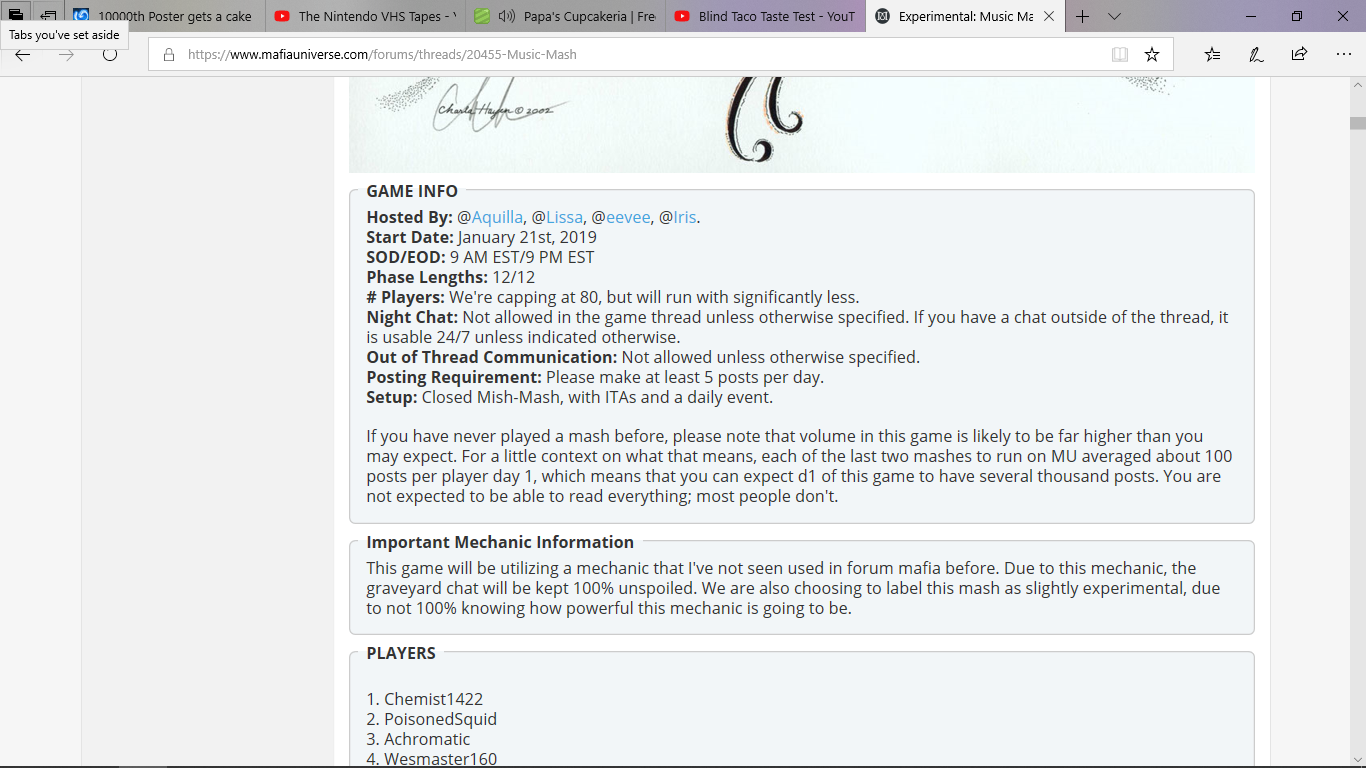 10000th Poster gets a cake
The Nintendo VHS Tapes - Y
Papa's Cupcakeria | Fre
Blind Taco Taste Test - YouT
Experimental: Music Ma
Tabs you've set aside
https://www.mafiauniverse.com/forums/threads/20455-Music-Mash
Charla Hayen © 2002
GAME INFO
Hosted By: @Aquilla, @Lissa, @eevee, @Iris.
Start Date: January 21st, 2019
SOD/EOD: 9 AM EST/9 PM EST
Phase Lengths: 12/12
# Players: We're capping at 80, but will run with significantly less.
Night Chat: Not allowed in the game thread unless otherwise specified. If you have a chat outside of the thread, it
is usable 24/7 unless indicated otherwise.
Out of Thread Communication: Not allowed unless otherwise specified.
Posting Requirement: Please make at least 5 posts per day.
Setup: Closed Mish-Mash, with ITAs and a daily event.
If you have never played a mash before, please note that volume in this game is likely to be far higher than you
may expect. For a little context on what that means, each of the last two mashes to run on MU averaged about 100
posts per player day 1, which means that you can expect d1 of this game to have several thousand posts. You are
not expected to be able to read everything; most people don't.
Important Mechanic Information
This game will be utilizing a mechanic that I've not seen used in forum mafia before. Due to this mechanic, the
graveyard chat will be kept 100% unspoiled. We are also choosing to label this mash as slightly experimental, due
to not 100% knowing how powerful this mechanic is going to be.
PLAYERS
1. Chemist1422
2. PoisonedSquid
3. Achromatic
4. Wesmaster160